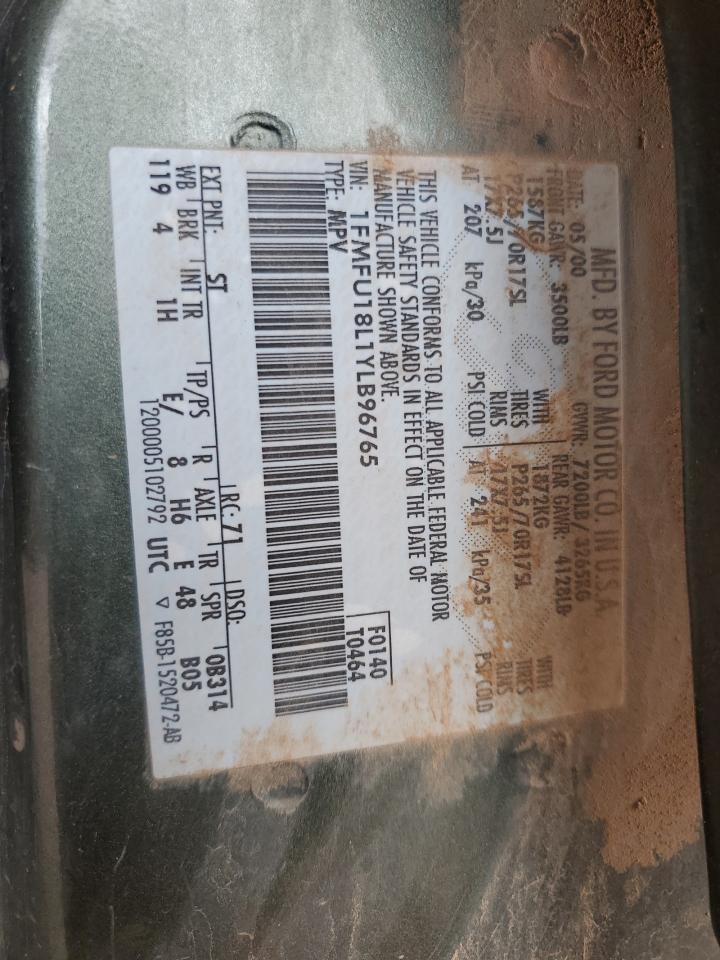 MFD. BY FORD MOTOR CO. IN U.S.A.
DATE: 05/00 GVWR: 7200LB/ 3265KG
FRONT GAWR: 3500LB REAR GAWR: 4128LB
1587KG WITH 1872KG WITH
P265/70R17SL TIRES P265/70R17SL TIRES
17X7.5J RIMS 17X7.5J RIMS
AT 207 kPa/30 PSI COLD AT 241 kPa/35 PSI COLD
THIS VEHICLE CONFORMS TO ALL APPLICABLE FEDERAL MOTOR
VEHICLE SAFETY STANDARDS IN EFFECT ON THE DATE OF
MANUFACTURE SHOWN ABOVE.
VIN: 1FMFU18L1YLB96765 F0140
TYPE: MPV T0464
EXT PNT: ST RC: 71 DSO: 0B314
WB BRK INT TR TP/PS R AXLE TR SPR B05
119 4 1H E/ 8 H6 E 48
1200005102792 UTC ▽ F85B-1520472-AB